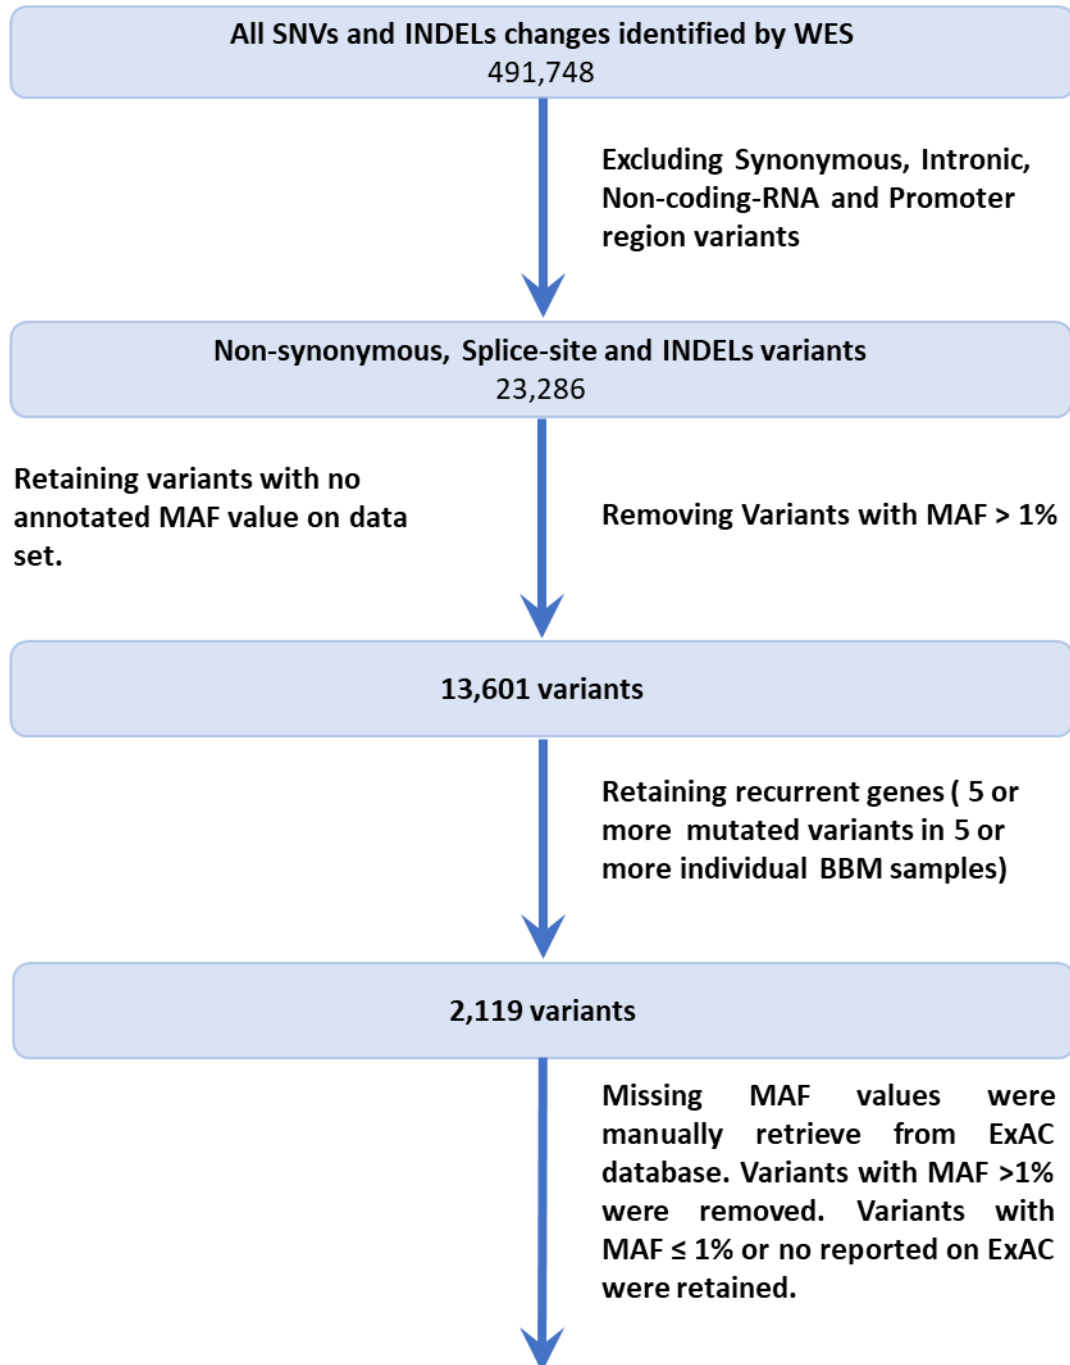 All SNVs and INDELs changes identified by WES
491,748
Excluding Synonymous, Intronic,
Non-coding-RNA and Promoter
region variants
Non-synonymous, Splice-site and INDELs variants
23,286
Retaining variants with no
annotated MAF value on data
set.
Removing Variants with MAF > 1%
13,601 variants
Retaining recurrent genes ( 5 or
more mutated variants in 5 or
more individual BBM samples)
2,119 variants
Missing MAF values were
manually retrieve from ExAC
database. Variants with MAF >1%
were removed. Variants with
MAF ≤ 1% or no reported on ExAC
were retained.